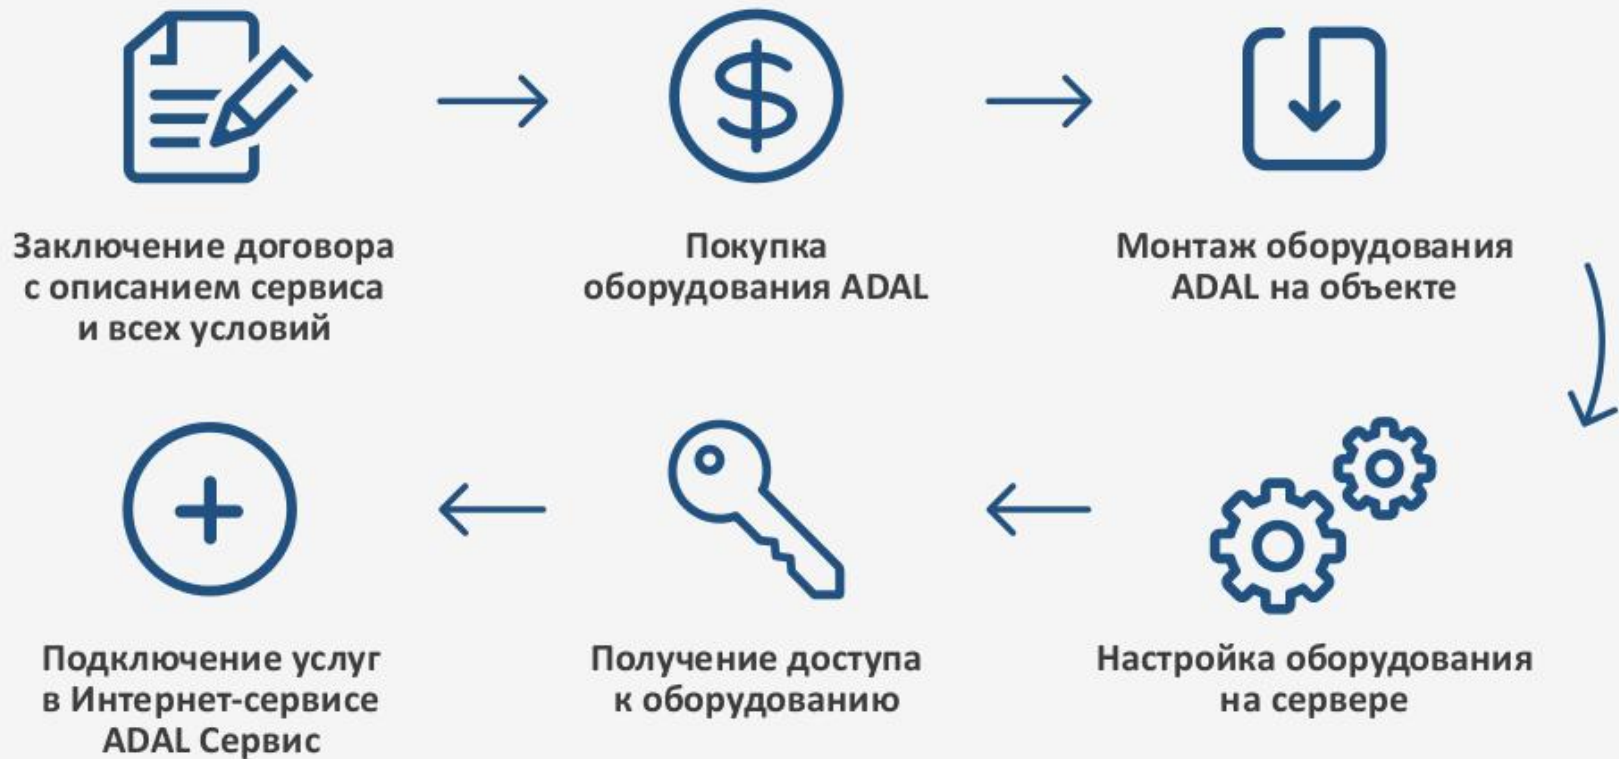 Заключение договора
с описанием сервиса
и всех условий
Покупка
оборудования ADAL
Монтаж оборудования
ADAL на объекте
Настройка оборудования
на сервере
Получение доступа
к оборудованию
Подключение услуг
в Интернет-сервисе
ADAL Сервис